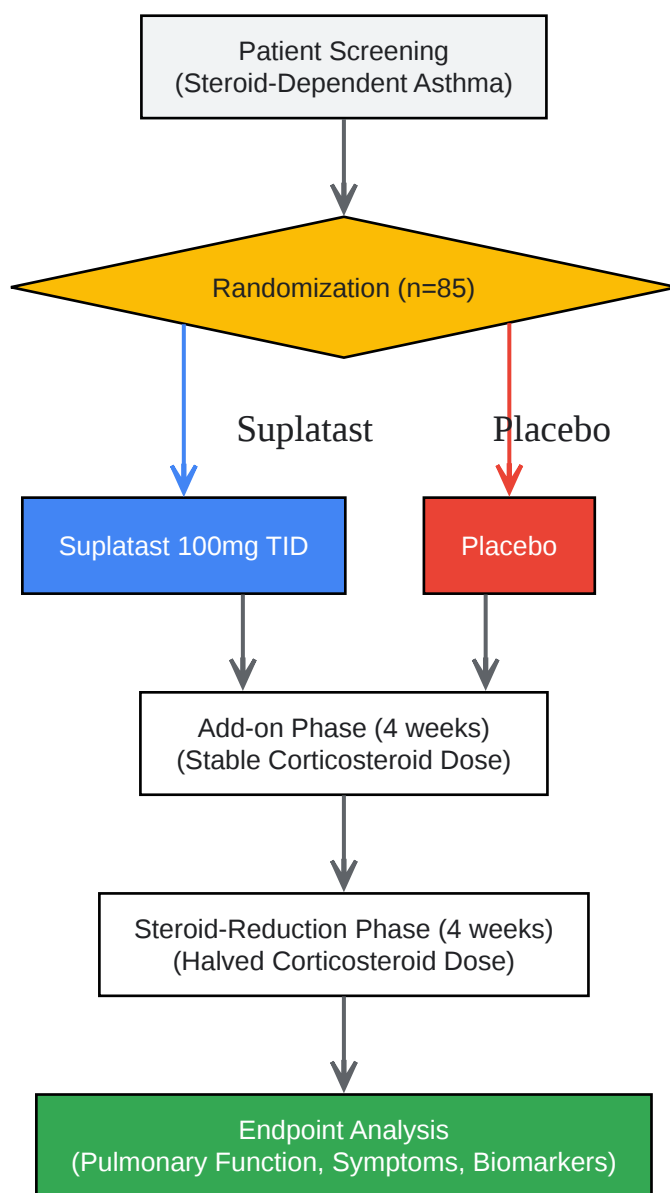 Patient Screening
(Steroid-Dependent Asthma)
Randomization (n=85)
Suplatast
Placebo
Suplatast 100mg TID
Placebo
Add-on Phase (4 weeks)
(Stable Corticosteroid Dose)
Steroid-Reduction Phase (4 weeks)
(Halved Corticosteroid Dose)
Endpoint Analysis
(Pulmonary Function, Symptoms, Biomarkers)